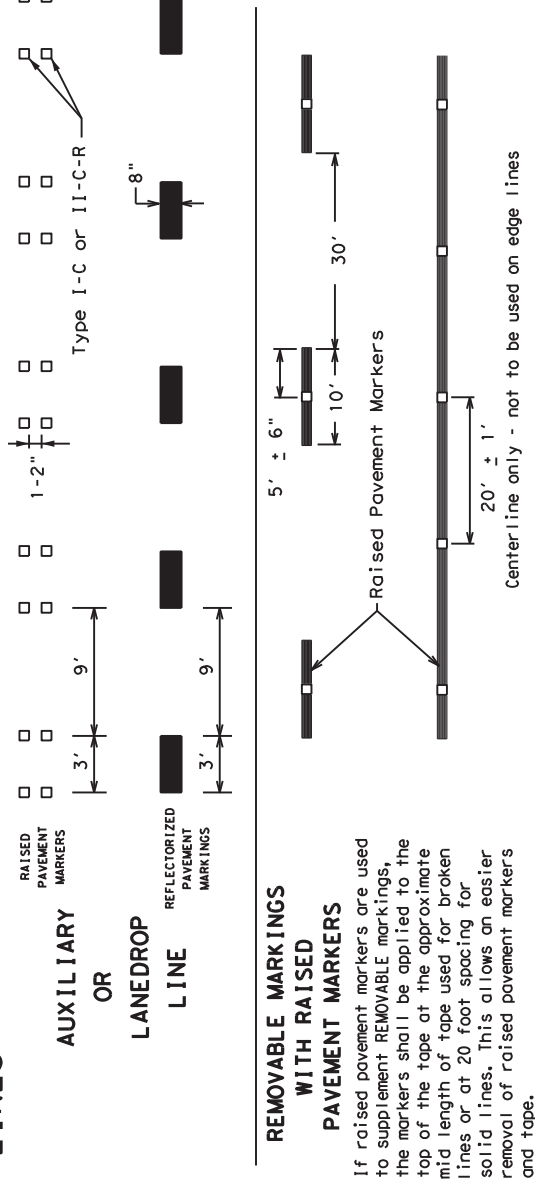 AUXILIARY
OR
LANEDROP
LINE
RAISED
PAVEMENT
MARKERS
3'
9'
1-2"
Type I-C or II-C-R
REFLECTORIZED
PAVEMENT
MARKINGS
3'
9'
8"
REMOVABLE MARKINGS
WITH RAISED
PAVEMENT MARKERS
If raised pavement markers are used
to supplement REMOVABLE markings,
the markers shall be applied to the
top of the tape at the approximate
mid length of tape used for broken
lines or at 20 foot spacing for
solid lines. This allows an easier
removal of raised pavement markers
and tape.
5' ± 6"
10'
30'
Raised Pavement Markers
20' ± 1'
Centerline only - not to be used on edge lines